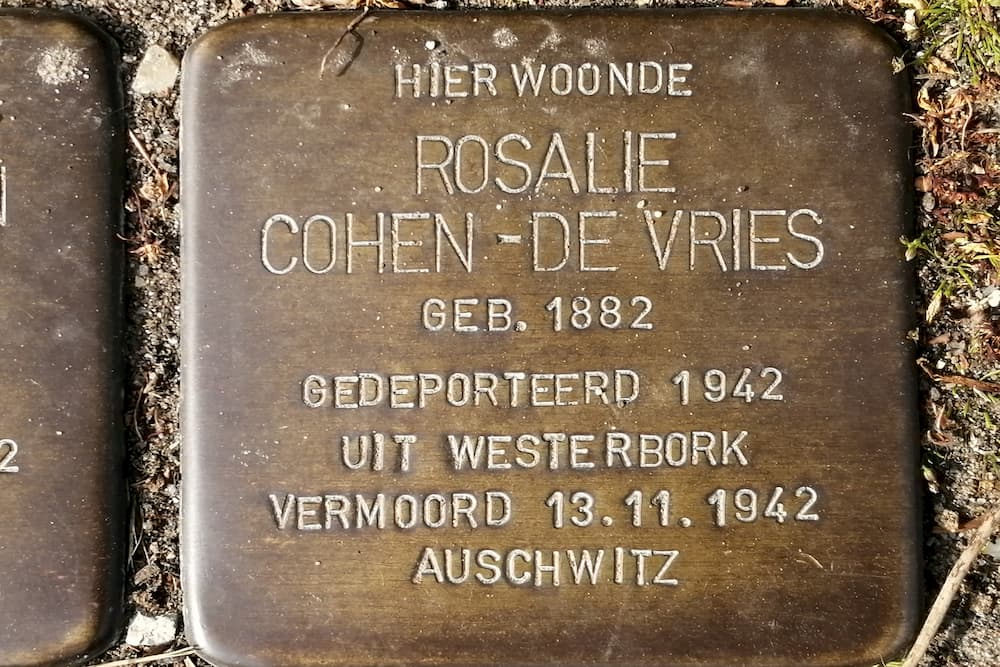 HIER WOONDE
ROSALIE
COHEN - DE VRIES
GEB. 1882
GEDEPORTEERD 1942
UIT WESTERBORK
VERMOORD 13.11.1942
AUSCHWITZ